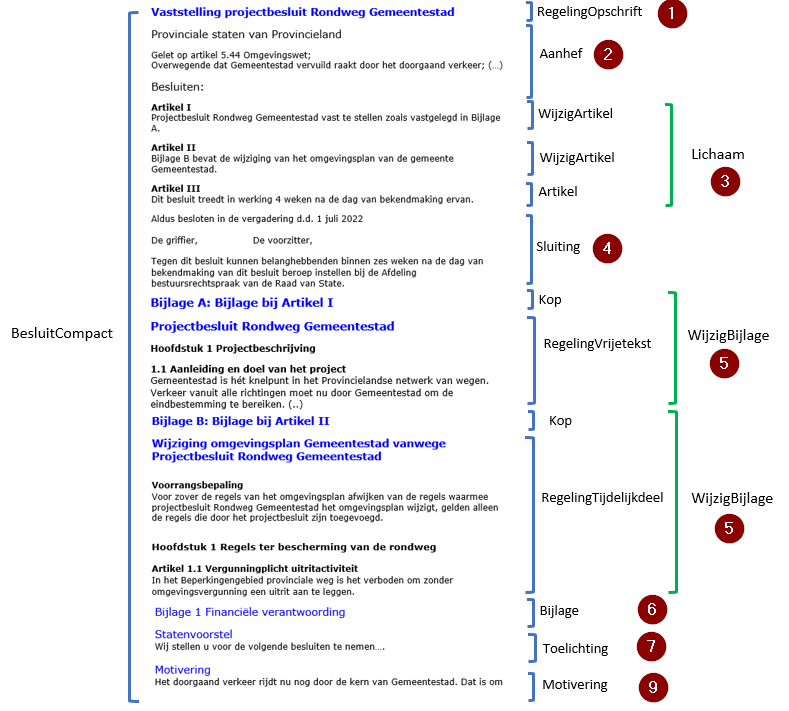 Vaststelling projectbesluit Rondweg Gemeentestad
RegelingOpschrift
1
Provinciale staten van Provincieland
Gelet op artikel 5.44 Omgevingswet;
Overwegende dat Gemeentestad vervuild raakt door het doorgaand verkeer; (...)
Aanhef
2
Besluiten:
Artikel I
Projectbesluit Rondweg Gemeentestad vast te stellen zoals vastgelegd in Bijlage
A.
WijzigArtikel
Artikel II
Bijlage B bevat de wijziging van het omgevingsplan van de gemeente
Gemeentestad.
WijzigArtikel
Lichaam
3
Artikel III
Dit besluit treedt in werking 4 weken na de dag van bekendmaking ervan.
Artikel
Aldus besloten in de vergadering d.d. 1 juli 2022
De griffier, De voorzitter,
Sluiting
4
Tegen dit besluit kunnen belanghebbenden binnen zes weken na de dag van
bekendmaking van dit besluit beroep instellen bij de Afdeling
bestuursrechtspraak van de Raad van State.
Bijlage A: Bijlage bij Artikel I
Kop
BesluitCompact
Projectbesluit Rondweg Gemeentestad
Hoofdstuk 1 Projectbeschrijving
RegelingVrijetekst
WijzigBijlage
5
1.1 Aanleiding en doel van het project
Gemeentestad is hét knelpunt in het Provincielandse netwerk van wegen.
Verkeer vanuit alle richtingen moet nu door Gemeentestad om de
eindbestemming te bereiken. (..)
Bijlage B: Bijlage bij Artikel II
Kop
Wijziging omgevingsplan Gemeentestad vanwege
Projectbesluit Rondweg Gemeentestad
Voorrangsbepaling
Voor zover de regels van het omgevingsplan afwijken van de regels waarmee
projectbesluit Rondweg Gemeentestad het omgevingsplan wijzigt, gelden alleen
de regels die door het projectbesluit zijn toegevoegd.
RegelingTijdelijkdeel
WijzigBijlage
5
Hoofdstuk 1 Regels ter bescherming van de rondweg
Artikel 1.1 Vergunningplicht uitritactiviteit
In het Beperkingengebied provinciale weg is het verboden om zonder
omgevingsvergunning een uitrit aan te leggen.
Bijlage 1 Financiële verantwoording
Bijlage
6
Statenvoorstel
Wij stellen u voor de volgende besluiten te nemen….
Toelichting
7
Motivering
Het doorgaand verkeer rijdt nu nog door de kern van Gemeentestad. Dat is om
Motivering
9